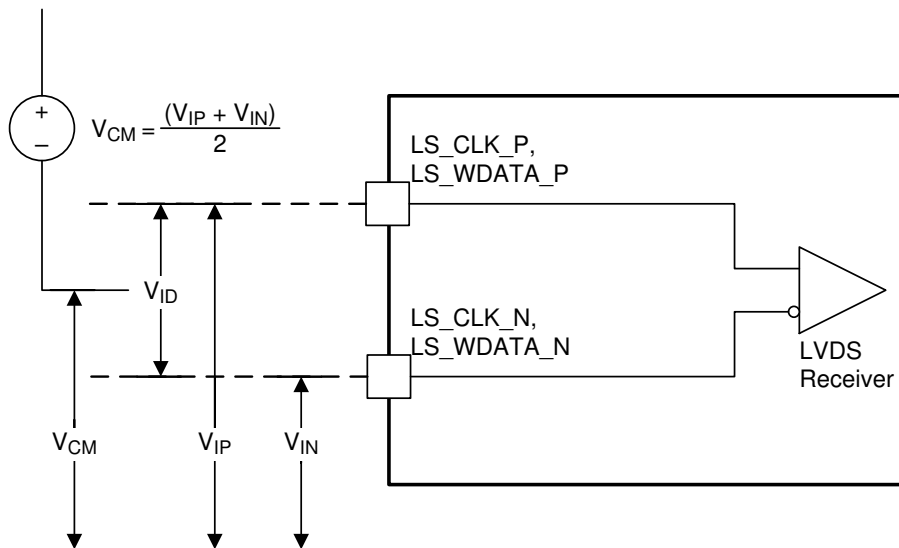 +
–
V_CM = (V_IP + V_IN)
2
LS_CLK_P,
LS_WDATA_P
V_ID
LS_CLK_N,
LS_WDATA_N
LVDS
Receiver
V_CM
V_IP
V_IN